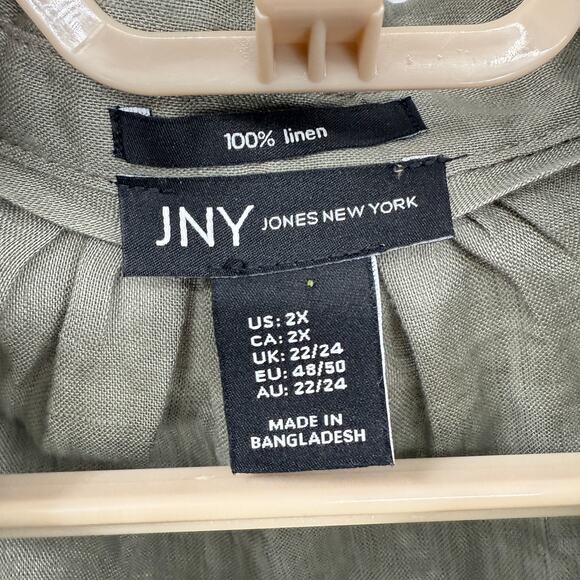 100% linen
JNY JONES NEW YORK
US: 2X
CA: 2X
UK: 22/24
EU: 48/50
AU: 22/24
MADE IN
BANGLADESH